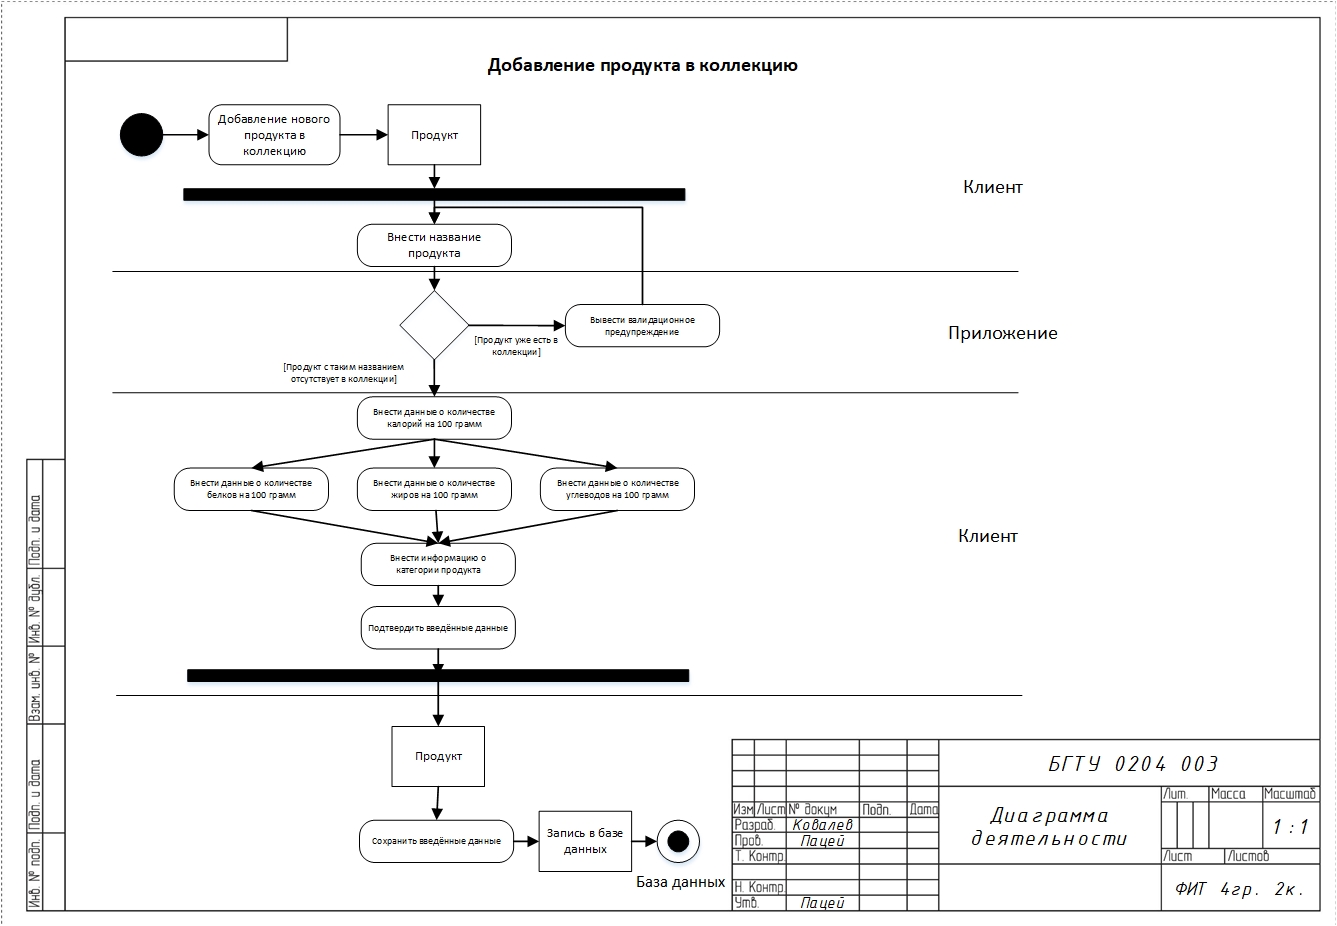 Добавление продукта в коллекцию
Добавление нового
продукта в
коллекцию
Продукт
Клиент
Внести название
продукта
Вывести валидационное
предупреждение
Приложение
[Продукт уже есть в
коллекции]
[Продукт с таким названием
отсутствует в коллекции]
Внести данные о количестве
калорий на 100 грамм
Внести данные о количестве
белков на 100 грамм
Внести данные о количестве
жиров на 100 грамм
Внести данные о количестве
углеводов на 100 грамм
Клиент
Внести информацию о
категории продукта
Подтвердить введённые данные
Продукт
Сохранить введённые данные
Запись в базе
данных
База данных
Подп. и дата
Инв. № дубл.
Взам. инв. №
Подп. и дата
Инв. № подл.
БГТУ 0204 003
Лит. Масса Масштаб
Изм Лист № докум Подп. Дата
Разраб. Ковалев
Пров. Пацей
Т. Контр.
Н. Контр.
Утв. Пацей
Диаграмма
деятельности
1 : 1
Лист Листов
ФИТ 4гр. 2к.